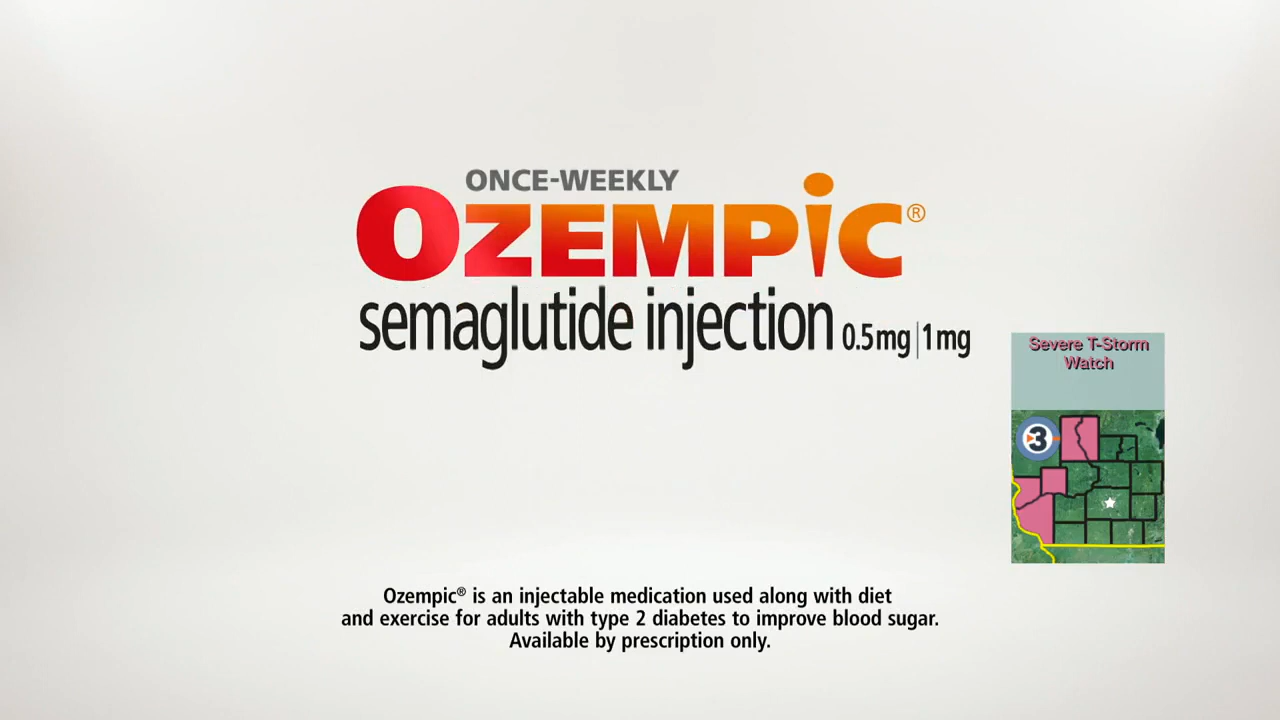 ONCE-WEEKLY
OZEMPIC®
semaglutide injection 0.5mg|1mg
Severe T-Storm
Watch
3
Ozempic® is an injectable medication used along with diet
and exercise for adults with type 2 diabetes to improve blood sugar.
Available by prescription only.